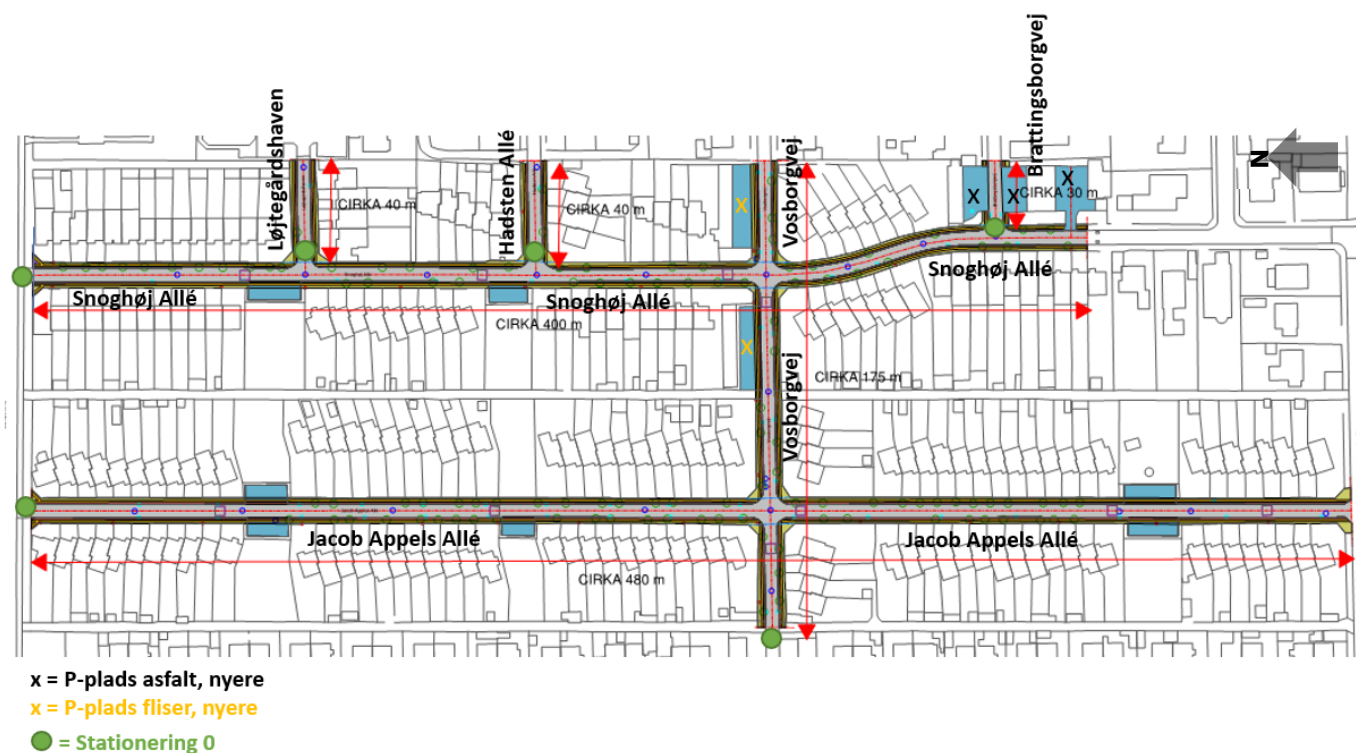 Løjtegårdshaven
Hadsten Allé
Vosborgvej
Brattingsborgvej
N
CIRKA 40 m
CIRKA 40 m
X
X
X
X
CIRKA 30 m
Snoghøj Allé
Snoghøj Allé
Snoghøj Allé
CIRKA 400 m
X
CIRKA 175 m
Vosborgvej
Jacob Appels Allé
Jacob Appels Allé
CIRKA 480 m
x = P-plads asfalt, nyere
x = P-plads fliser, nyere
= Stationering 0